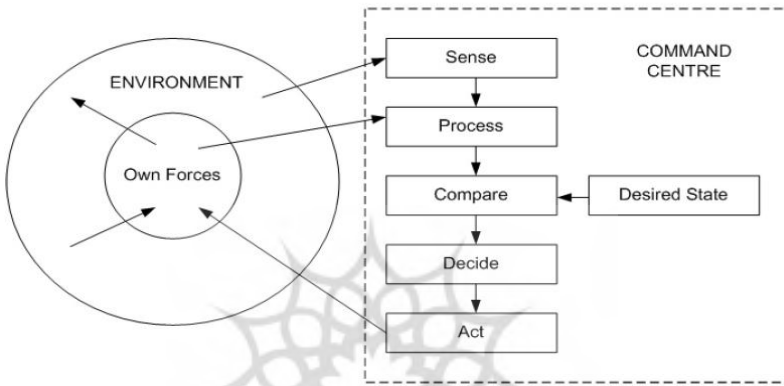 ENVIRONMENT
Own Forces
Sense
COMMAND
CENTRE
Process
Compare
Desired State
Decide
Act